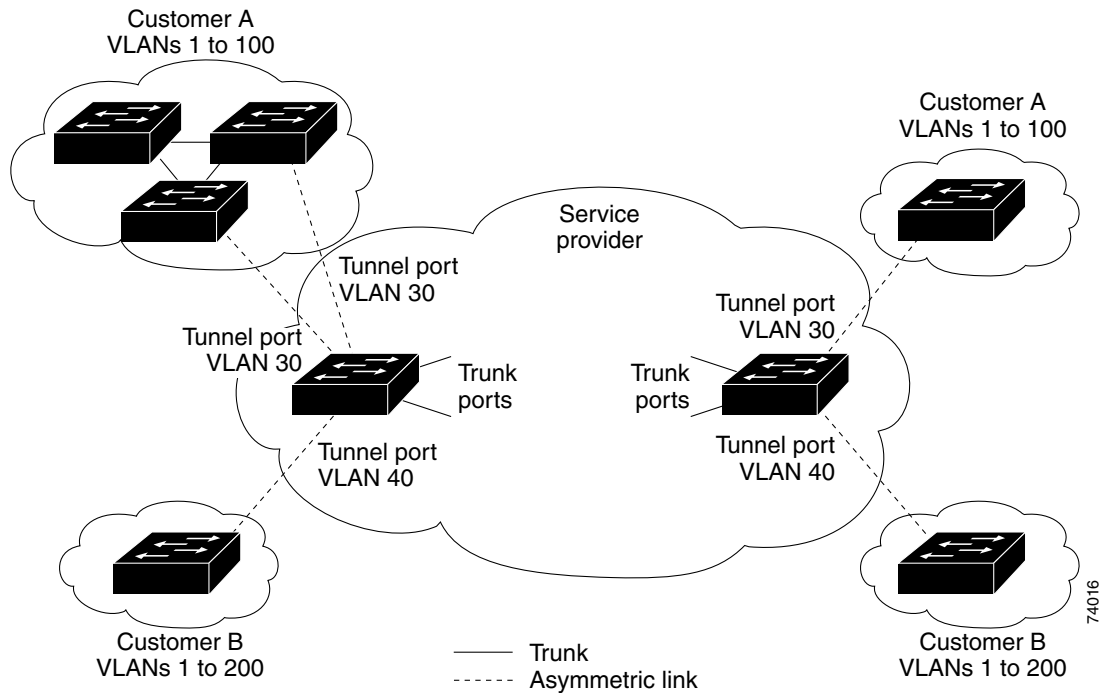 Customer A
VLANs 1 to 100
Customer A
VLANs 1 to 100
Service
provider
Tunnel port
VLAN 30
Tunnel port
VLAN 30
Tunnel port
VLAN 30
Trunk
ports
Trunk
ports
Tunnel port
VLAN 40
Tunnel port
VLAN 40
Customer B
VLANs 1 to 200
Customer B
VLANs 1 to 200
74016
Trunk
Asymmetric link